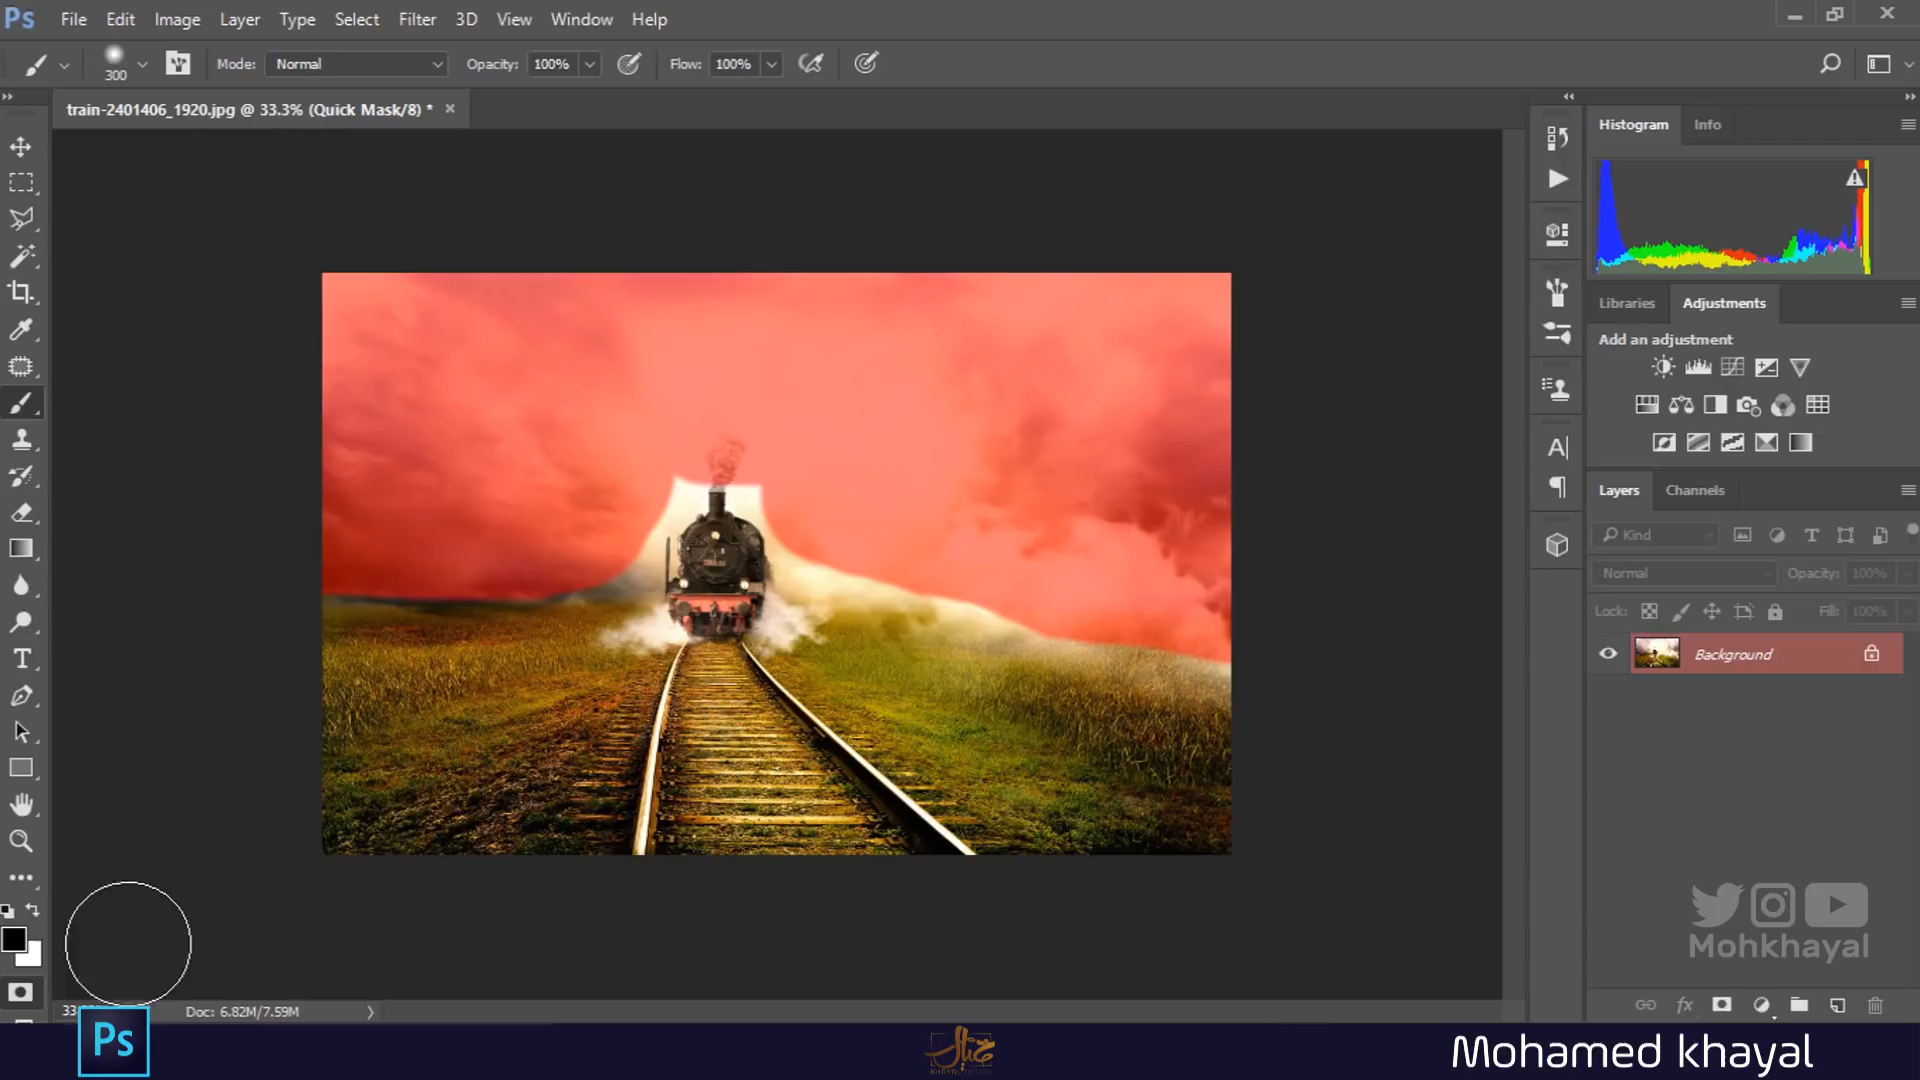 Ps File Edit Image Layer Type Select Filter 3D View Window Help
300 Mode: Normal Opacity: 100% Flow: 100%
train-2401406_1920.jpg @ 33.3% (Quick Mask/8) * ×
Histogram Info
Libraries Adjustments
Add an adjustment
Layers Channels
Kind
Normal Opacity: 100%
Lock: Fill: 100%
Background
Mohkhayal
33 Doc: 6.82M/7.59M
Ps
Mohamed khayal